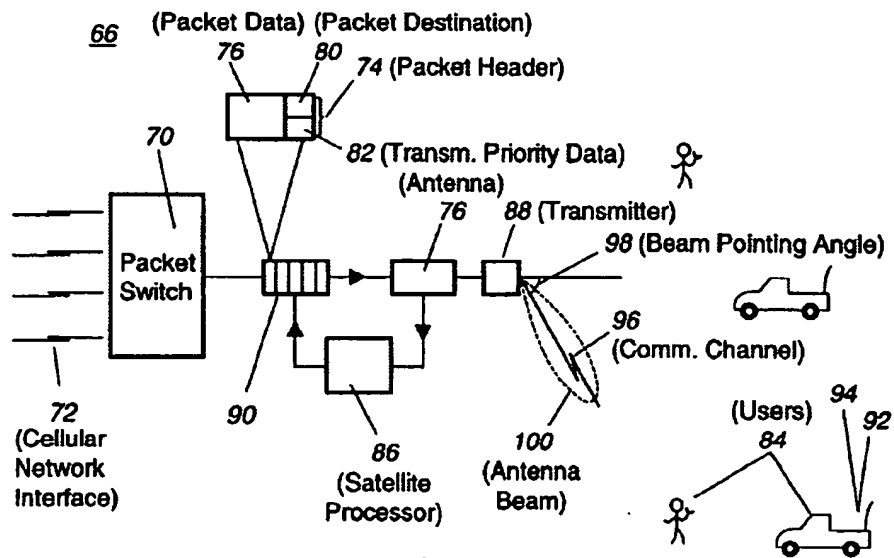 66
(Packet Data) (Packet Destination)
76
80
74 (Packet Header)
70
82 (Transm. Priority Data)
(Antenna)
76
88 (Transmitter)
98 (Beam Pointing Angle)
Packet
Switch
96
(Comm. Channel)
72
(Cellular
Network
Interface)
90
86
(Satellite
Processor)
100
(Antenna
Beam)
(Users)
84
94
92